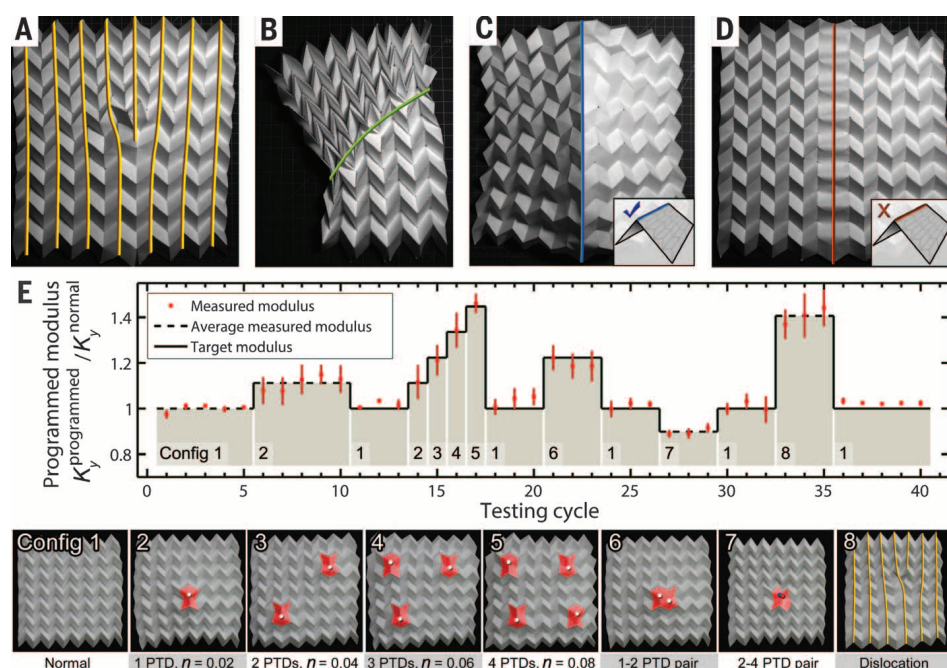 A
B
C
D
E
Programmed modulus
K_y^programmed / K_y^normal
1.4
1.2
1.0
0.8
Measured modulus
Average measured modulus
Target modulus
Config 1
2
1
2
3
4
5
1
6
1
7
1
8
1
0
5
10
15
20
25
30
35
40
Testing cycle
Config 1
2
3
4
5
6
7
8
Normal
1 PTD, n = 0.02
2 PTDs, n = 0.04
3 PTDs, n = 0.06
4 PTDs, n = 0.08
1-2 PTD pair
2-4 PTD pair
Dislocation